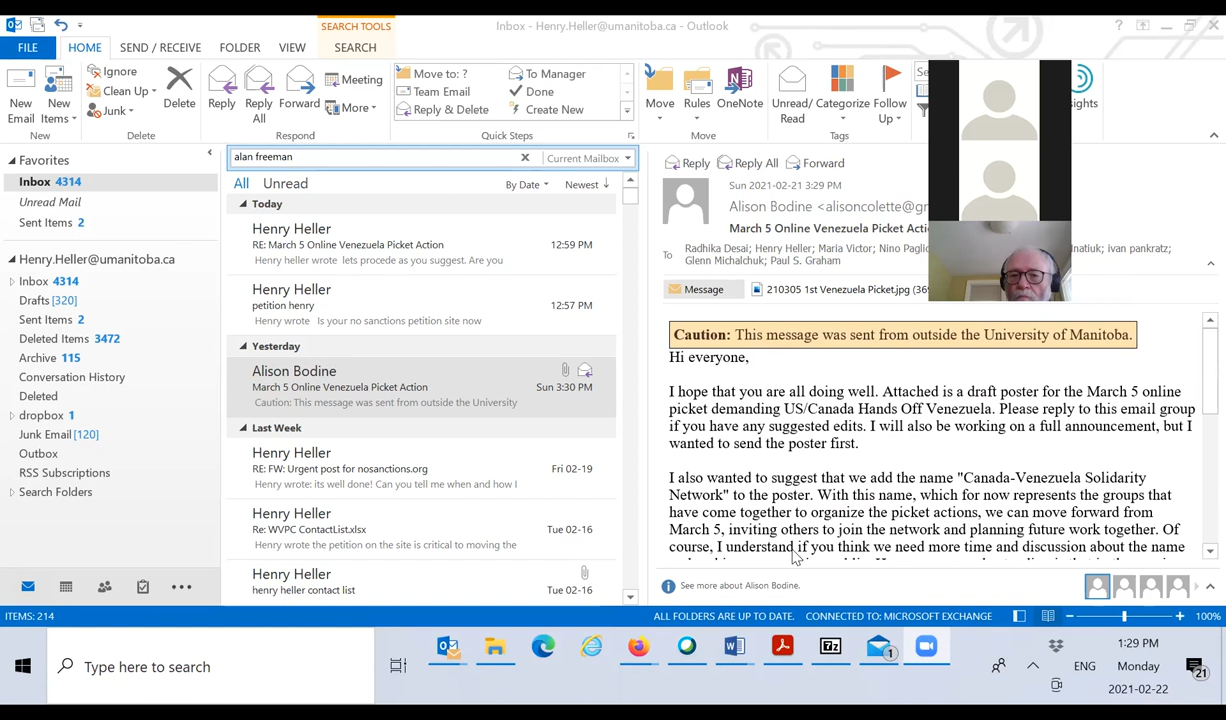 SEARCH TOOLS
Inbox - Henry.Heller@umanitoba.ca - Outlook
FILE HOME SEND / RECEIVE FOLDER VIEW SEARCH
New Email
New Items
New
Ignore
Clean Up
Junk
Delete
Delete
Reply
Reply All
Forward
Meeting
More
Respond
Move to: ?
Team Email
Reply & Delete
To Manager
Done
Create New
Quick Steps
Move
Rules
OneNote
Move
Unread/ Read
Categorize
Follow Up
Tags
Favorites
Inbox 4314
Unread Mail
Sent Items 2
Henry.Heller@umanitoba.ca
Inbox 4314
Drafts [320]
Sent Items 2
Deleted Items 3472
Archive 115
Conversation History
Deleted
dropbox 1
Junk Email [120]
Outbox
RSS Subscriptions
Search Folders
alan freeman
Current Mailbox
All Unread
By Date Newest
Today
Henry Heller
RE: March 5 Online Venezuela Picket Action 12:59 PM
Henry heller wrote lets procede as you suggest. Are you
Henry Heller
petition henry 12:57 PM
Henry wrote Is your no sanctions petition site now
Yesterday
Alison Bodine
March 5 Online Venezuela Picket Action Sun 3:30 PM
Caution: This message was sent from outside the University
Last Week
Henry Heller
RE: FW: Urgent post for nosanctions.org Fri 02-19
Henry Heller wrote: its well done! Can you tell me when and how I
Henry Heller
Re: WVPC ContactList.xlsx Tue 02-16
Henry Heller wrote the petition on the site is critical to moving the
Henry Heller
henry heller contact list Tue 02-16
Reply Reply All Forward
Sun 2021-02-21 3:29 PM
Alison Bodine <alisoncolette@gr
March 5 Online Venezuela Picket Acti
To
Radhika Desai; Henry Heller; Maria Victor; Nino Paglic
natiuk; ivan pankratz;
Glenn Michalchuk; Paul S. Graham
Message 210305 1st Venezuela Picket.jpg
Caution: This message was sent from outside the University of Manitoba.
Hi everyone,
I hope that you are all doing well. Attached is a draft poster for the March 5 online
picket demanding US/Canada Hands Off Venezuela. Please reply to this email group
if you have any suggested edits. I will also be working on a full announcement, but I
wanted to send the poster first.
I also wanted to suggest that we add the name "Canada-Venezuela Solidarity
Network" to the poster. With this name, which for now represents the groups that
have come together to organize the picket actions, we can move forward from
March 5, inviting others to join the network and planning future work together. Of
course, I understand if you think we need more time and discussion about the name
See more about Alison Bodine.
ITEMS: 214
ALL FOLDERS ARE UP TO DATE. CONNECTED TO: MICROSOFT EXCHANGE 100%
Type here to search
1
ENG
1:29 PM
Monday
2021-02-22
21